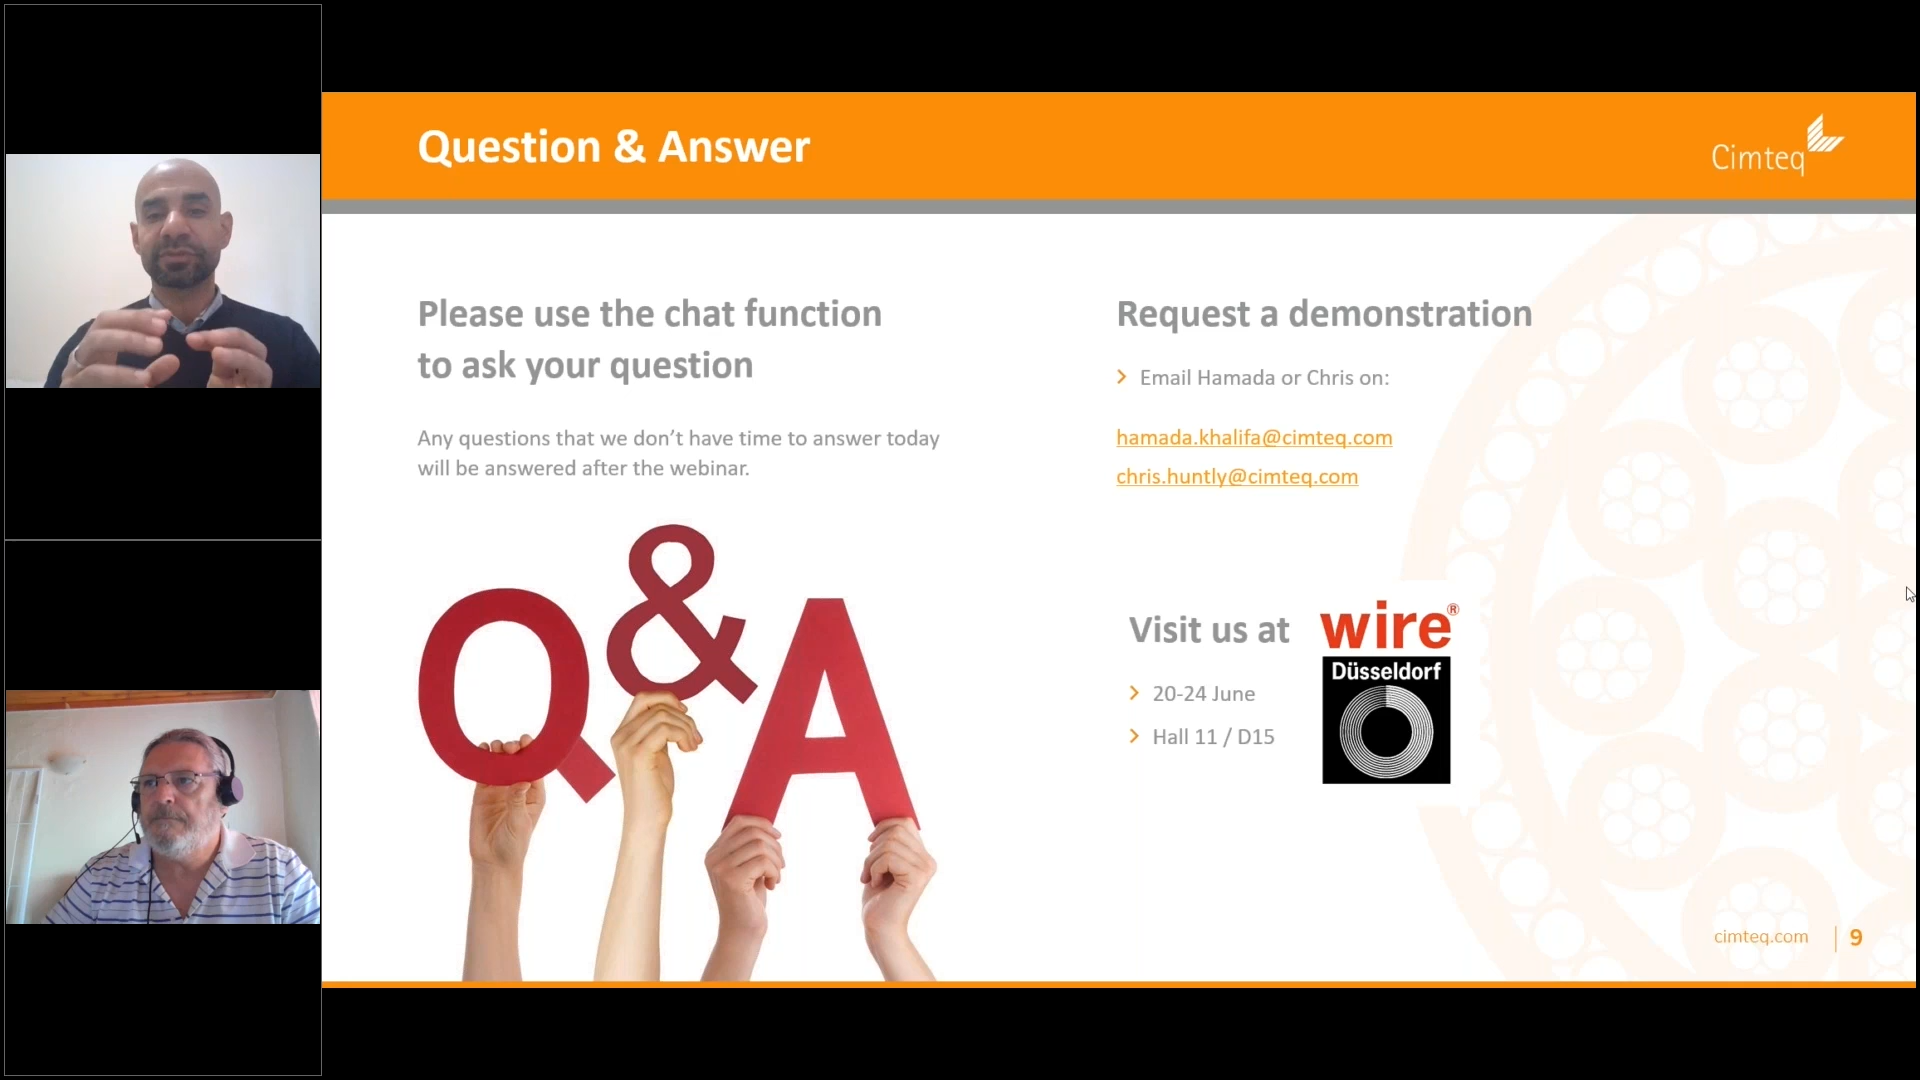 Question & Answer
Cimteq
Please use the chat function
to ask your question
Any questions that we don’t have time to answer today
will be answered after the webinar.
Q&A
Request a demonstration
Email Hamada or Chris on:
hamada.khalifa@cimteq.com
chris.huntly@cimteq.com
Visit us at
wire®
Düsseldorf
20-24 June
Hall 11 / D15
cimteq.com | 9